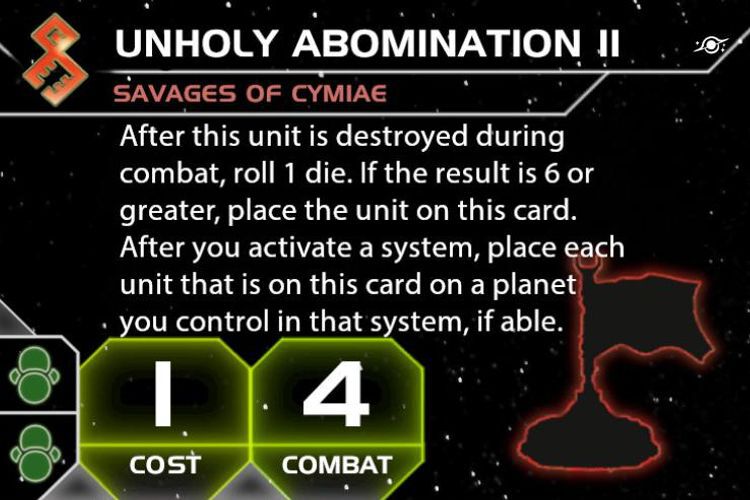 UNHOLY ABOMINATION II
SAVAGES OF CYMIAE
After this unit is destroyed during
combat, roll 1 die. If the result is 6 or
greater, place the unit on this card.
After you activate a system, place each
unit that is on this card on a planet
you control in that system, if able.
1 4
COST COMBAT